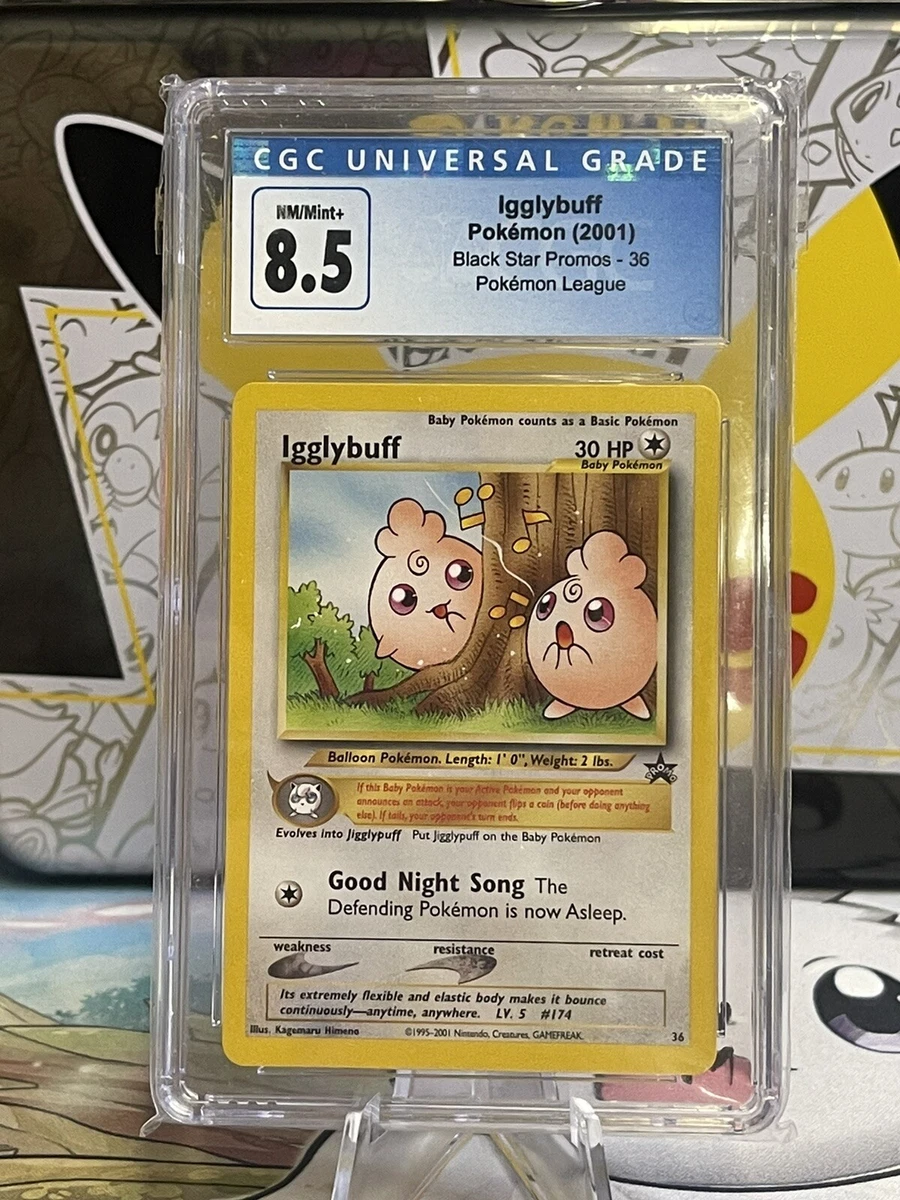 CGC UNIVERSAL GRADE
NM/Mint+
8.5
Igglybuff
Pokémon (2001)
Black Star Promos - 36
Pokémon League
Baby Pokémon counts as a Basic Pokémon
Igglybuff
30 HP
Baby Pokémon
Balloon Pokémon. Length: 1' 0", Weight: 2 lbs.
PROMO
If this Baby Pokémon is your Active Pokémon and your opponent
announces an attack, your opponent flips a coin (before doing anything
else). If tails, your opponent's turn ends.
Evolves into Jigglypuff Put Jigglypuff on the Baby Pokémon
Good Night Song The
Defending Pokémon is now Asleep.
weakness
resistance
retreat cost
Its extremely flexible and elastic body makes it bounce
continuously—anytime, anywhere. LV. 5 #174
Illus. Kagemaru Himeno
©1995-2001 Nintendo, Creatures, GAMEFREAK.
36